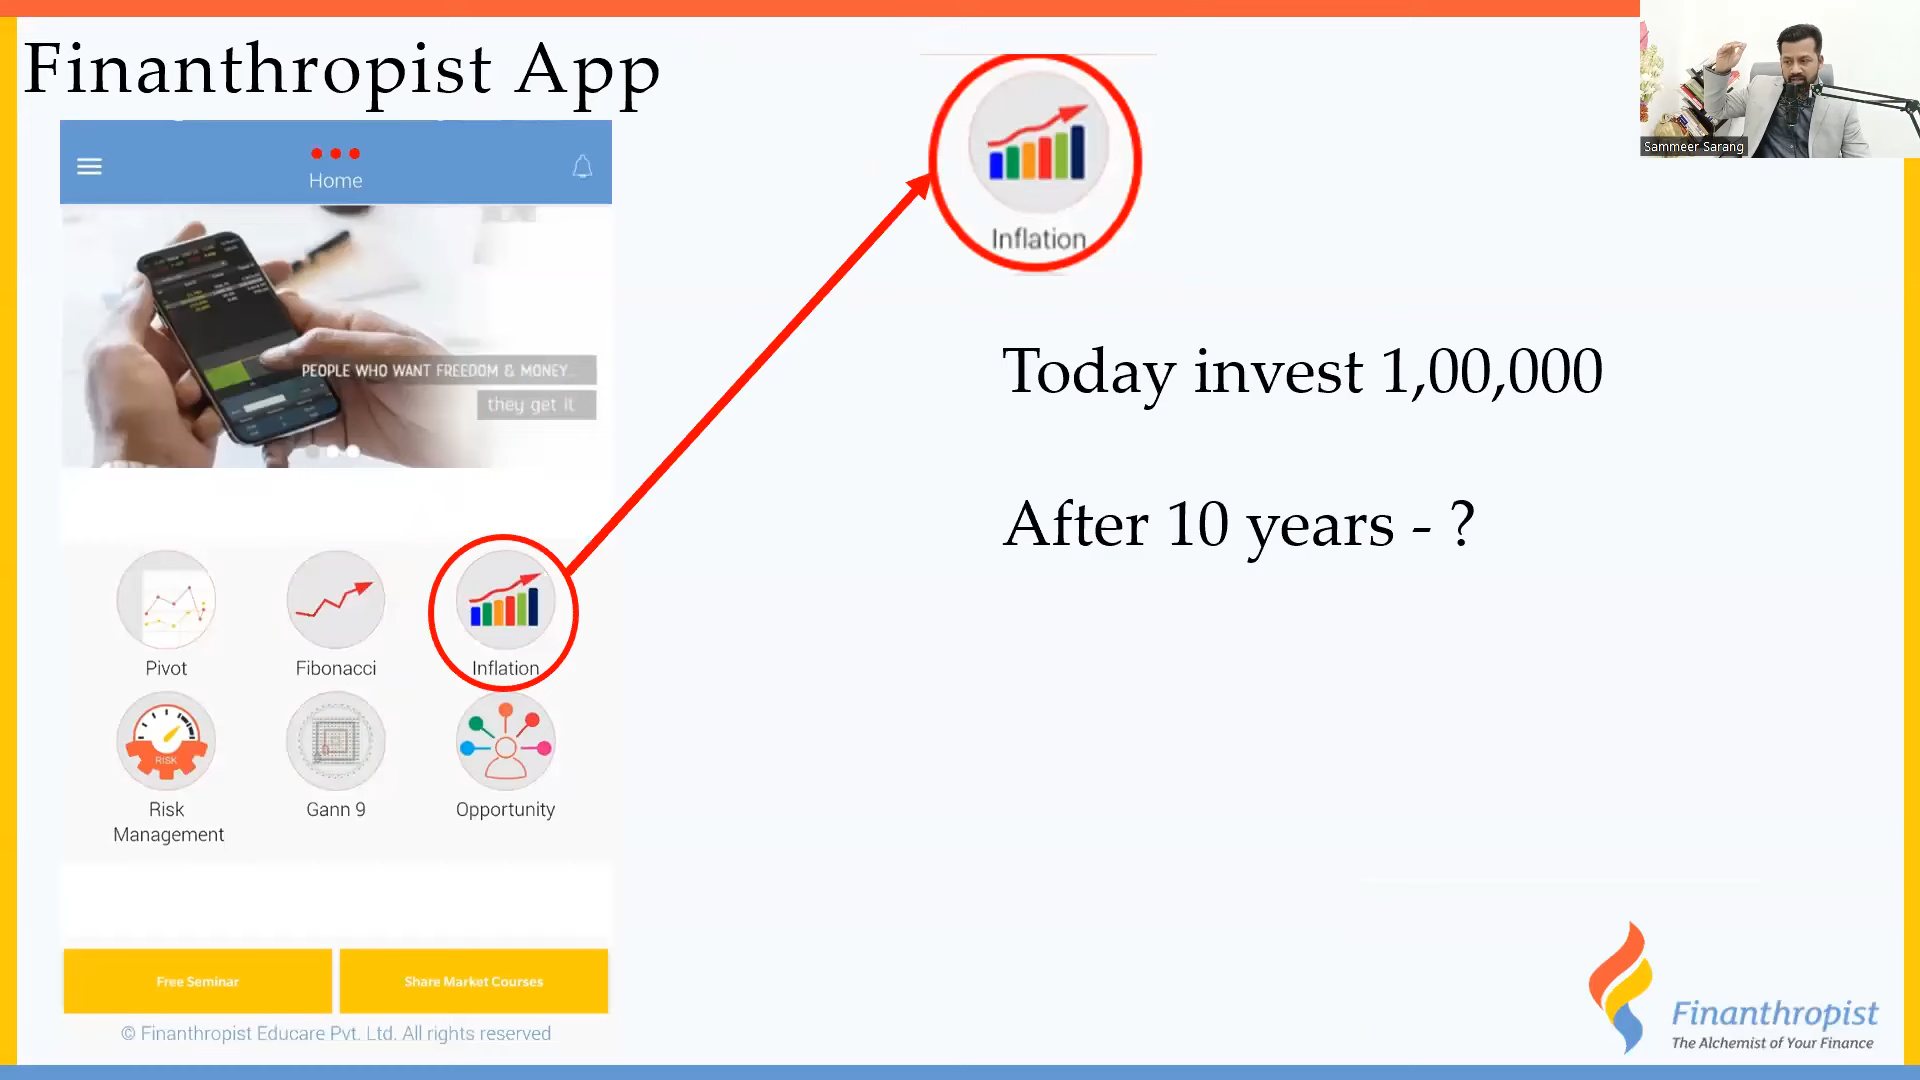 Finanthropist App
Sammeer Sarang
Home
PEOPLE WHO WANT FREEDOM & MONEY...
they get it
Inflation
Today invest 1,00,000
After 10 years - ?
Pivot
Fibonacci
Inflation
RISK
Risk
Management
Gann 9
Opportunity
Free Seminar
Share Market Courses
© Finanthropist Educare Pvt. Ltd. All rights reserved
Finanthropist
The Alchemist of Your Finance